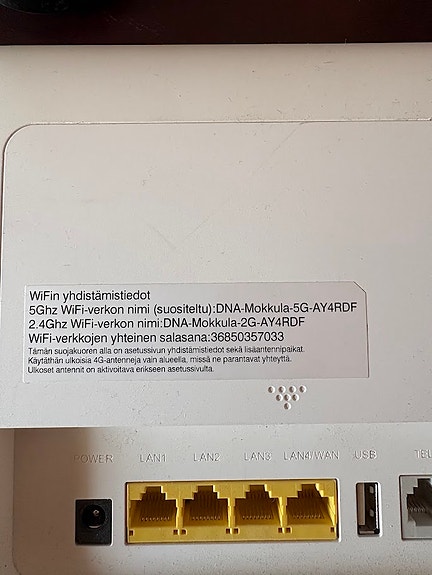 WiFin yhdistämistiedot
5Ghz WiFi-verkon nimi (suositeltu):DNA-Mokkula-5G-AY4RDF
2.4Ghz WiFi-verkon nimi:DNA-Mokkula-2G-AY4RDF
WiFi-verkkojen yhteinen salasana:36850357033
Tämän suojakuoren alla on asetussivun yhdistämistiedot sekä lisäantennipaikat.
Käytäthän ulkoisia 4G-antenneja vain alueella, missä ne parantavat yhteyttä.
Ulkoset antennit on aktivoitava erikseen asetussivulta.
POWER LAN1 LAN2 LAN3 LAN4/WAN USB TEL